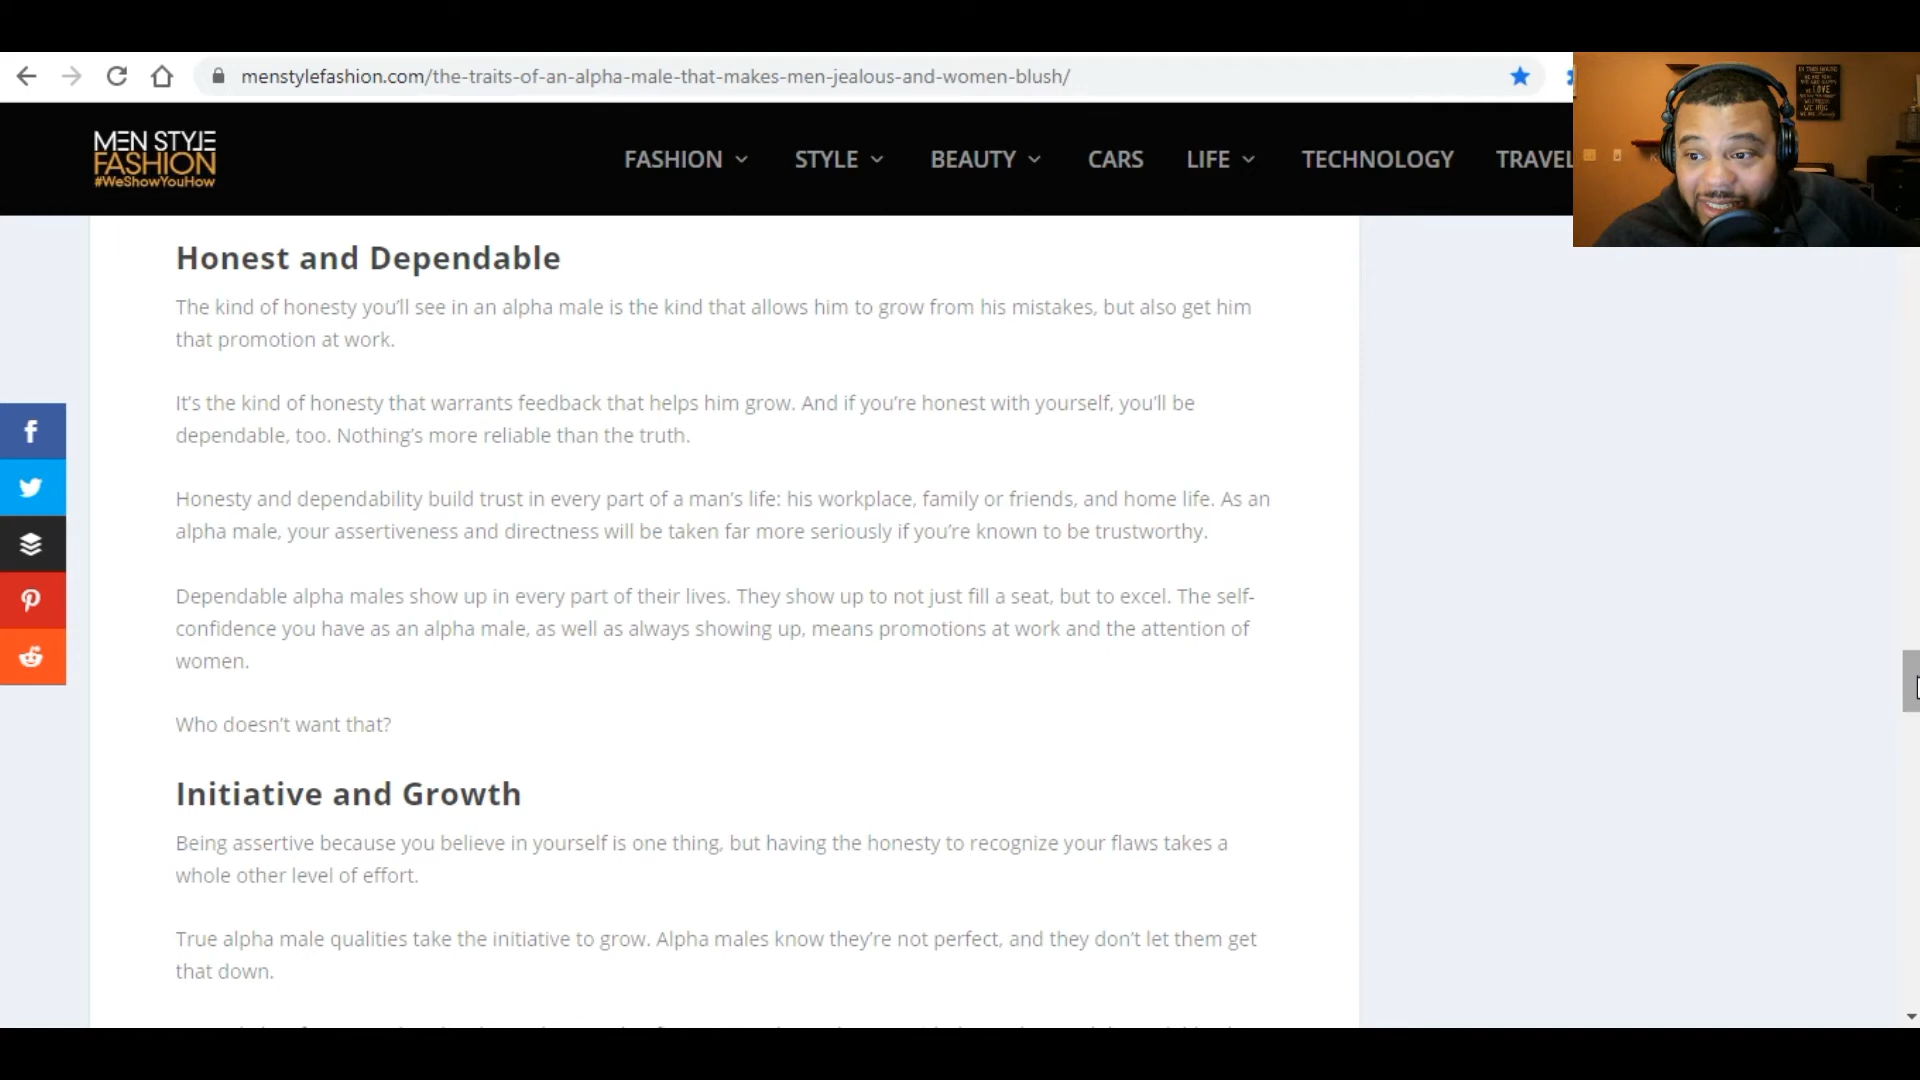 menstylefashion.com/the-traits-of-an-alpha-male-that-makes-men-jealous-and-women-blush/
MEN STYLE
FASHION
#WeShowYouHow
FASHION
STYLE
BEAUTY
CARS
LIFE
TECHNOLOGY
TRAVEL
Honest and Dependable
The kind of honesty you'll see in an alpha male is the kind that allows him to grow from his mistakes, but also get him
that promotion at work.
It's the kind of honesty that warrants feedback that helps him grow. And if you're honest with yourself, you'll be
dependable, too. Nothing's more reliable than the truth.
Honesty and dependability build trust in every part of a man's life: his workplace, family or friends, and home life. As an
alpha male, your assertiveness and directness will be taken far more seriously if you're known to be trustworthy.
Dependable alpha males show up in every part of their lives. They show up to not just fill a seat, but to excel. The self-
confidence you have as an alpha male, as well as always showing up, means promotions at work and the attention of
women.
Who doesn't want that?
Initiative and Growth
Being assertive because you believe in yourself is one thing, but having the honesty to recognize your flaws takes a
whole other level of effort.
True alpha male qualities take the initiative to grow. Alpha males know they're not perfect, and they don't let them get
that down.